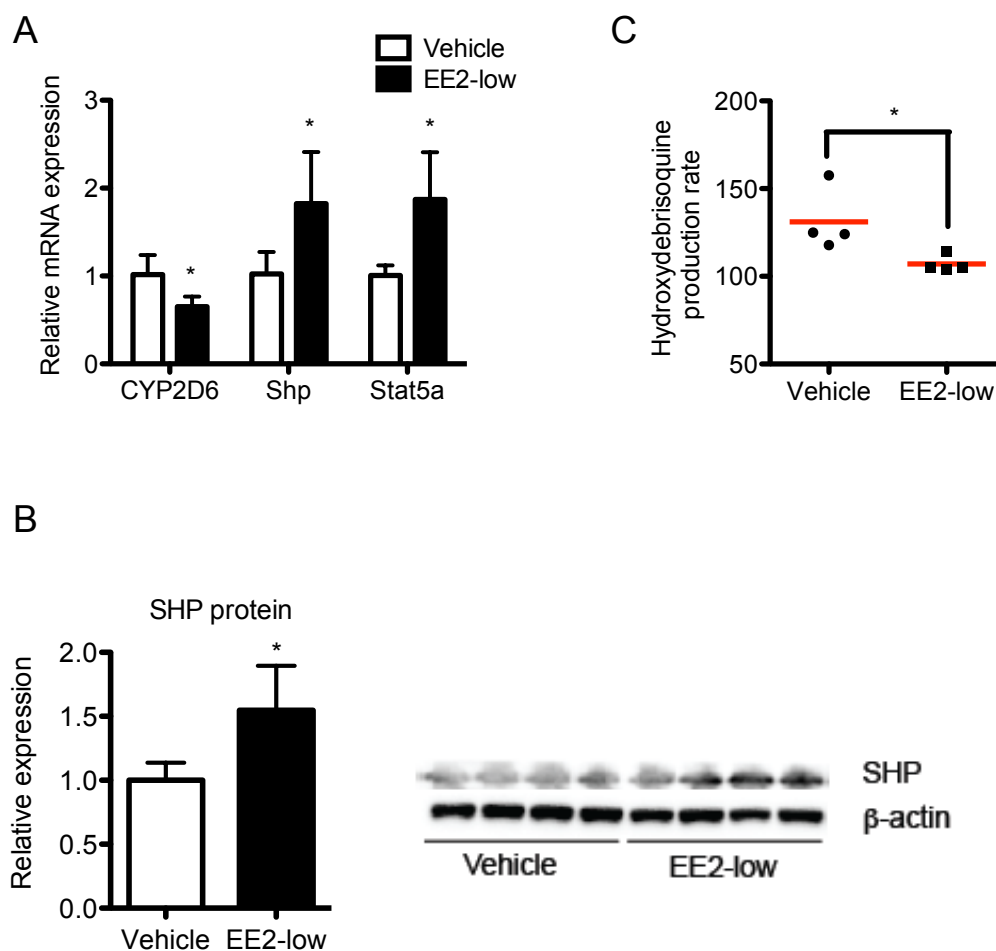 A
Vehicle
EE2-low
Relative mRNA expression
3
2
1
0
*
*
*
CYP2D6 Shp Stat5a
C
Hydroxydebrisoquine
production rate
200
150
100
50
*
Vehicle EE2-low
B
SHP protein
Relative expression
2.0
1.5
1.0
0.5
0.0
*
Vehicle EE2-low
SHP
β-actin
Vehicle EE2-low